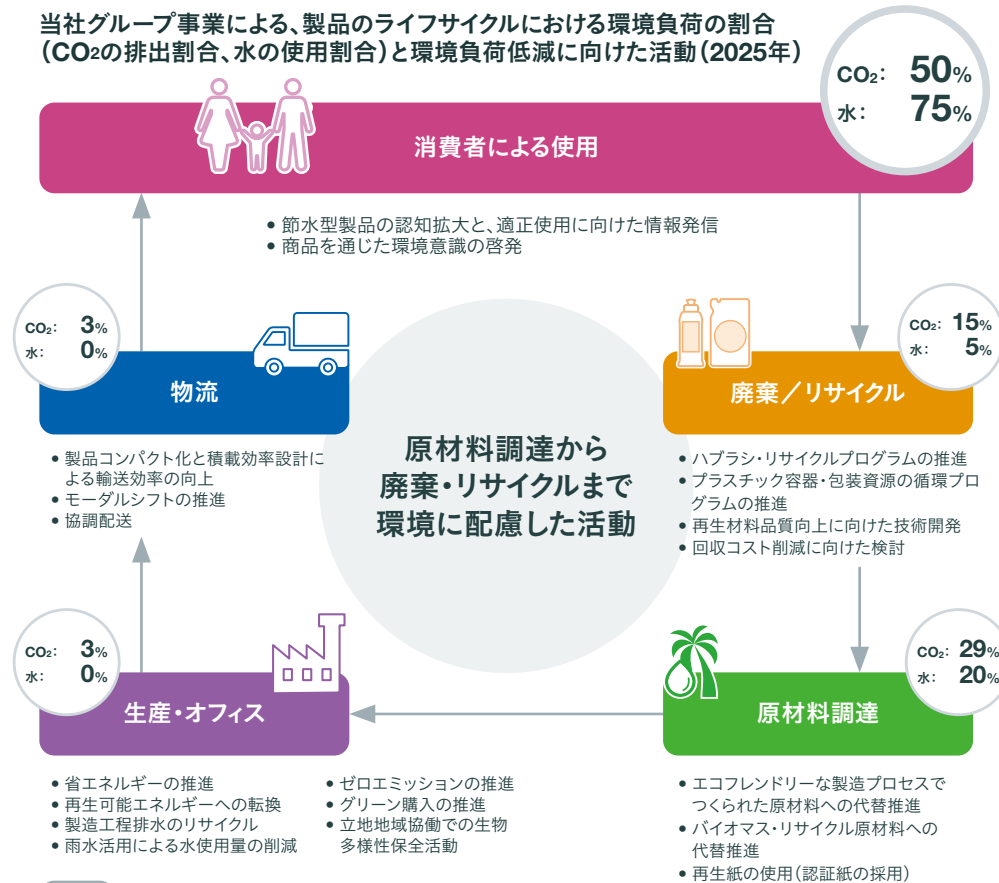 当社グループ事業による、製品のライフサイクルにおける環境負荷の割合
（CO₂の排出割合、水の使用割合）と環境負荷低減に向けた活動（2025年）
CO₂： 50%
水： 75%
消費者による使用
• 節水型製品の認知拡大と、適正使用に向けた情報発信
• 商品を通じた環境意識の啓発
CO₂： 3%
水： 0%
物流
• 製品コンパクト化と積載効率設計に
よる輸送効率の向上
• モーダルシフトの推進
• 協調配送
CO₂： 15%
水： 5%
廃棄／リサイクル
• ハブラシ・リサイクルプログラムの推進
• プラスチック容器・包装資源の循環プロ
グラムの推進
• 再生材料品質向上に向けた技術開発
• 回収コスト削減に向けた検討
原材料調達から
廃棄・リサイクルまで
環境に配慮した活動
CO₂： 3%
水： 0%
生産・オフィス
• 省エネルギーの推進
• 再生可能エネルギーへの転換
• 製造工程排水のリサイクル
• 雨水活用による水使用量の削減
• ゼロエミッションの推進
• グリーン購入の推進
• 立地地域協働での生物
多様性保全活動
CO₂： 29%
水： 20%
原材料調達
• エコフレンドリーな製造プロセスで
つくられた原材料への代替推進
• バイオマス・リサイクル原材料への
代替推進
• 再生紙の使用（認証紙の採用）